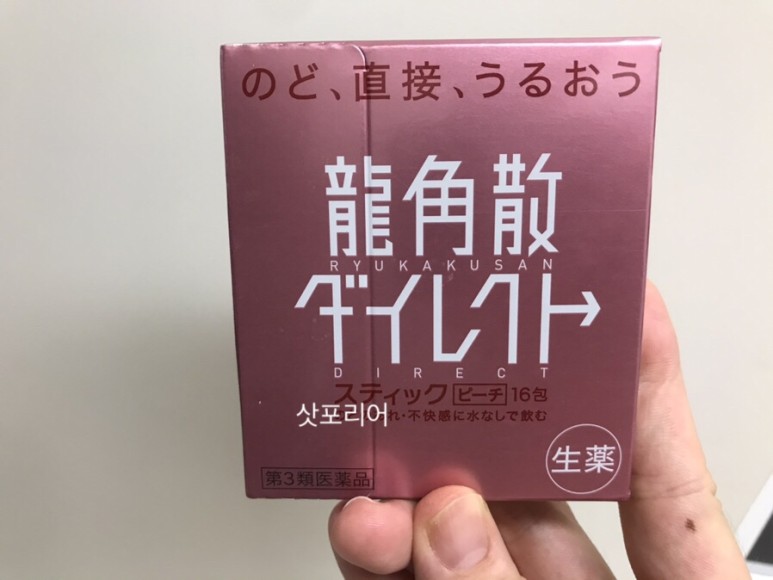 のど、直接、うるおう
龍角散
RYUKAKUSAN
ダイレクト
DIRECT
スティック ピーチ 16包
삿포리어 れ・不快感に水なしで飲む
第3類医薬品
生薬